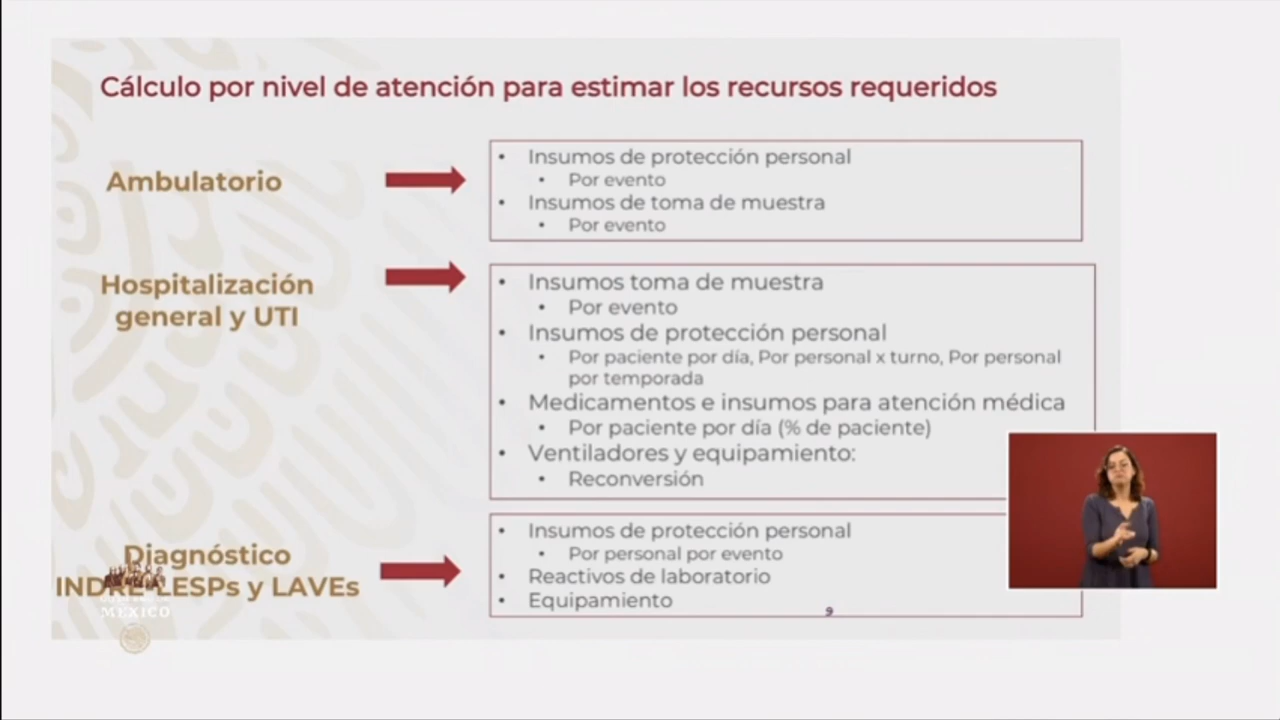 Cálculo por nivel de atención para estimar los recursos requeridos
Ambulatorio
• Insumos de protección personal
• Por evento
• Insumos de toma de muestra
• Por evento
Hospitalización
general y UTI
• Insumos toma de muestra
• Por evento
• Insumos de protección personal
• Por paciente por día, Por personal x turno, Por personal
por temporada
• Medicamentos e insumos para atención médica
• Por paciente por día (% de paciente)
• Ventiladores y equipamiento:
• Reconversión
Diagnóstico
LESPs y LAVEs
• Insumos de protección personal
• Por personal por evento
• Reactivos de laboratorio
• Equipamiento
MÉXICO
9